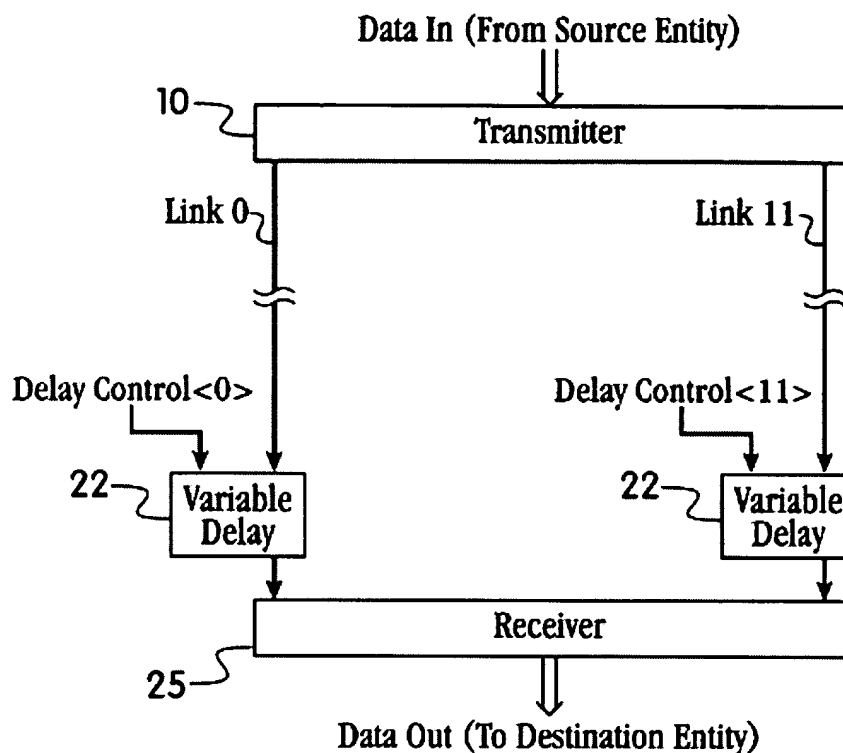 Data In (From Source Entity)
10
Transmitter
Link 0
Link 11
Delay Control<0>
Delay Control<11>
22
Variable
Delay
22
Variable
Delay
Receiver
25
Data Out (To Destination Entity)